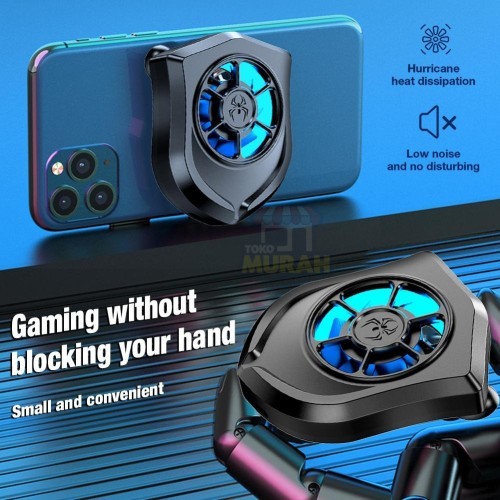 Hurricane
heat dissipation
Low noise
and no disturbing
TOKO
MURAH
Gaming without
blocking your hand
Small and convenient